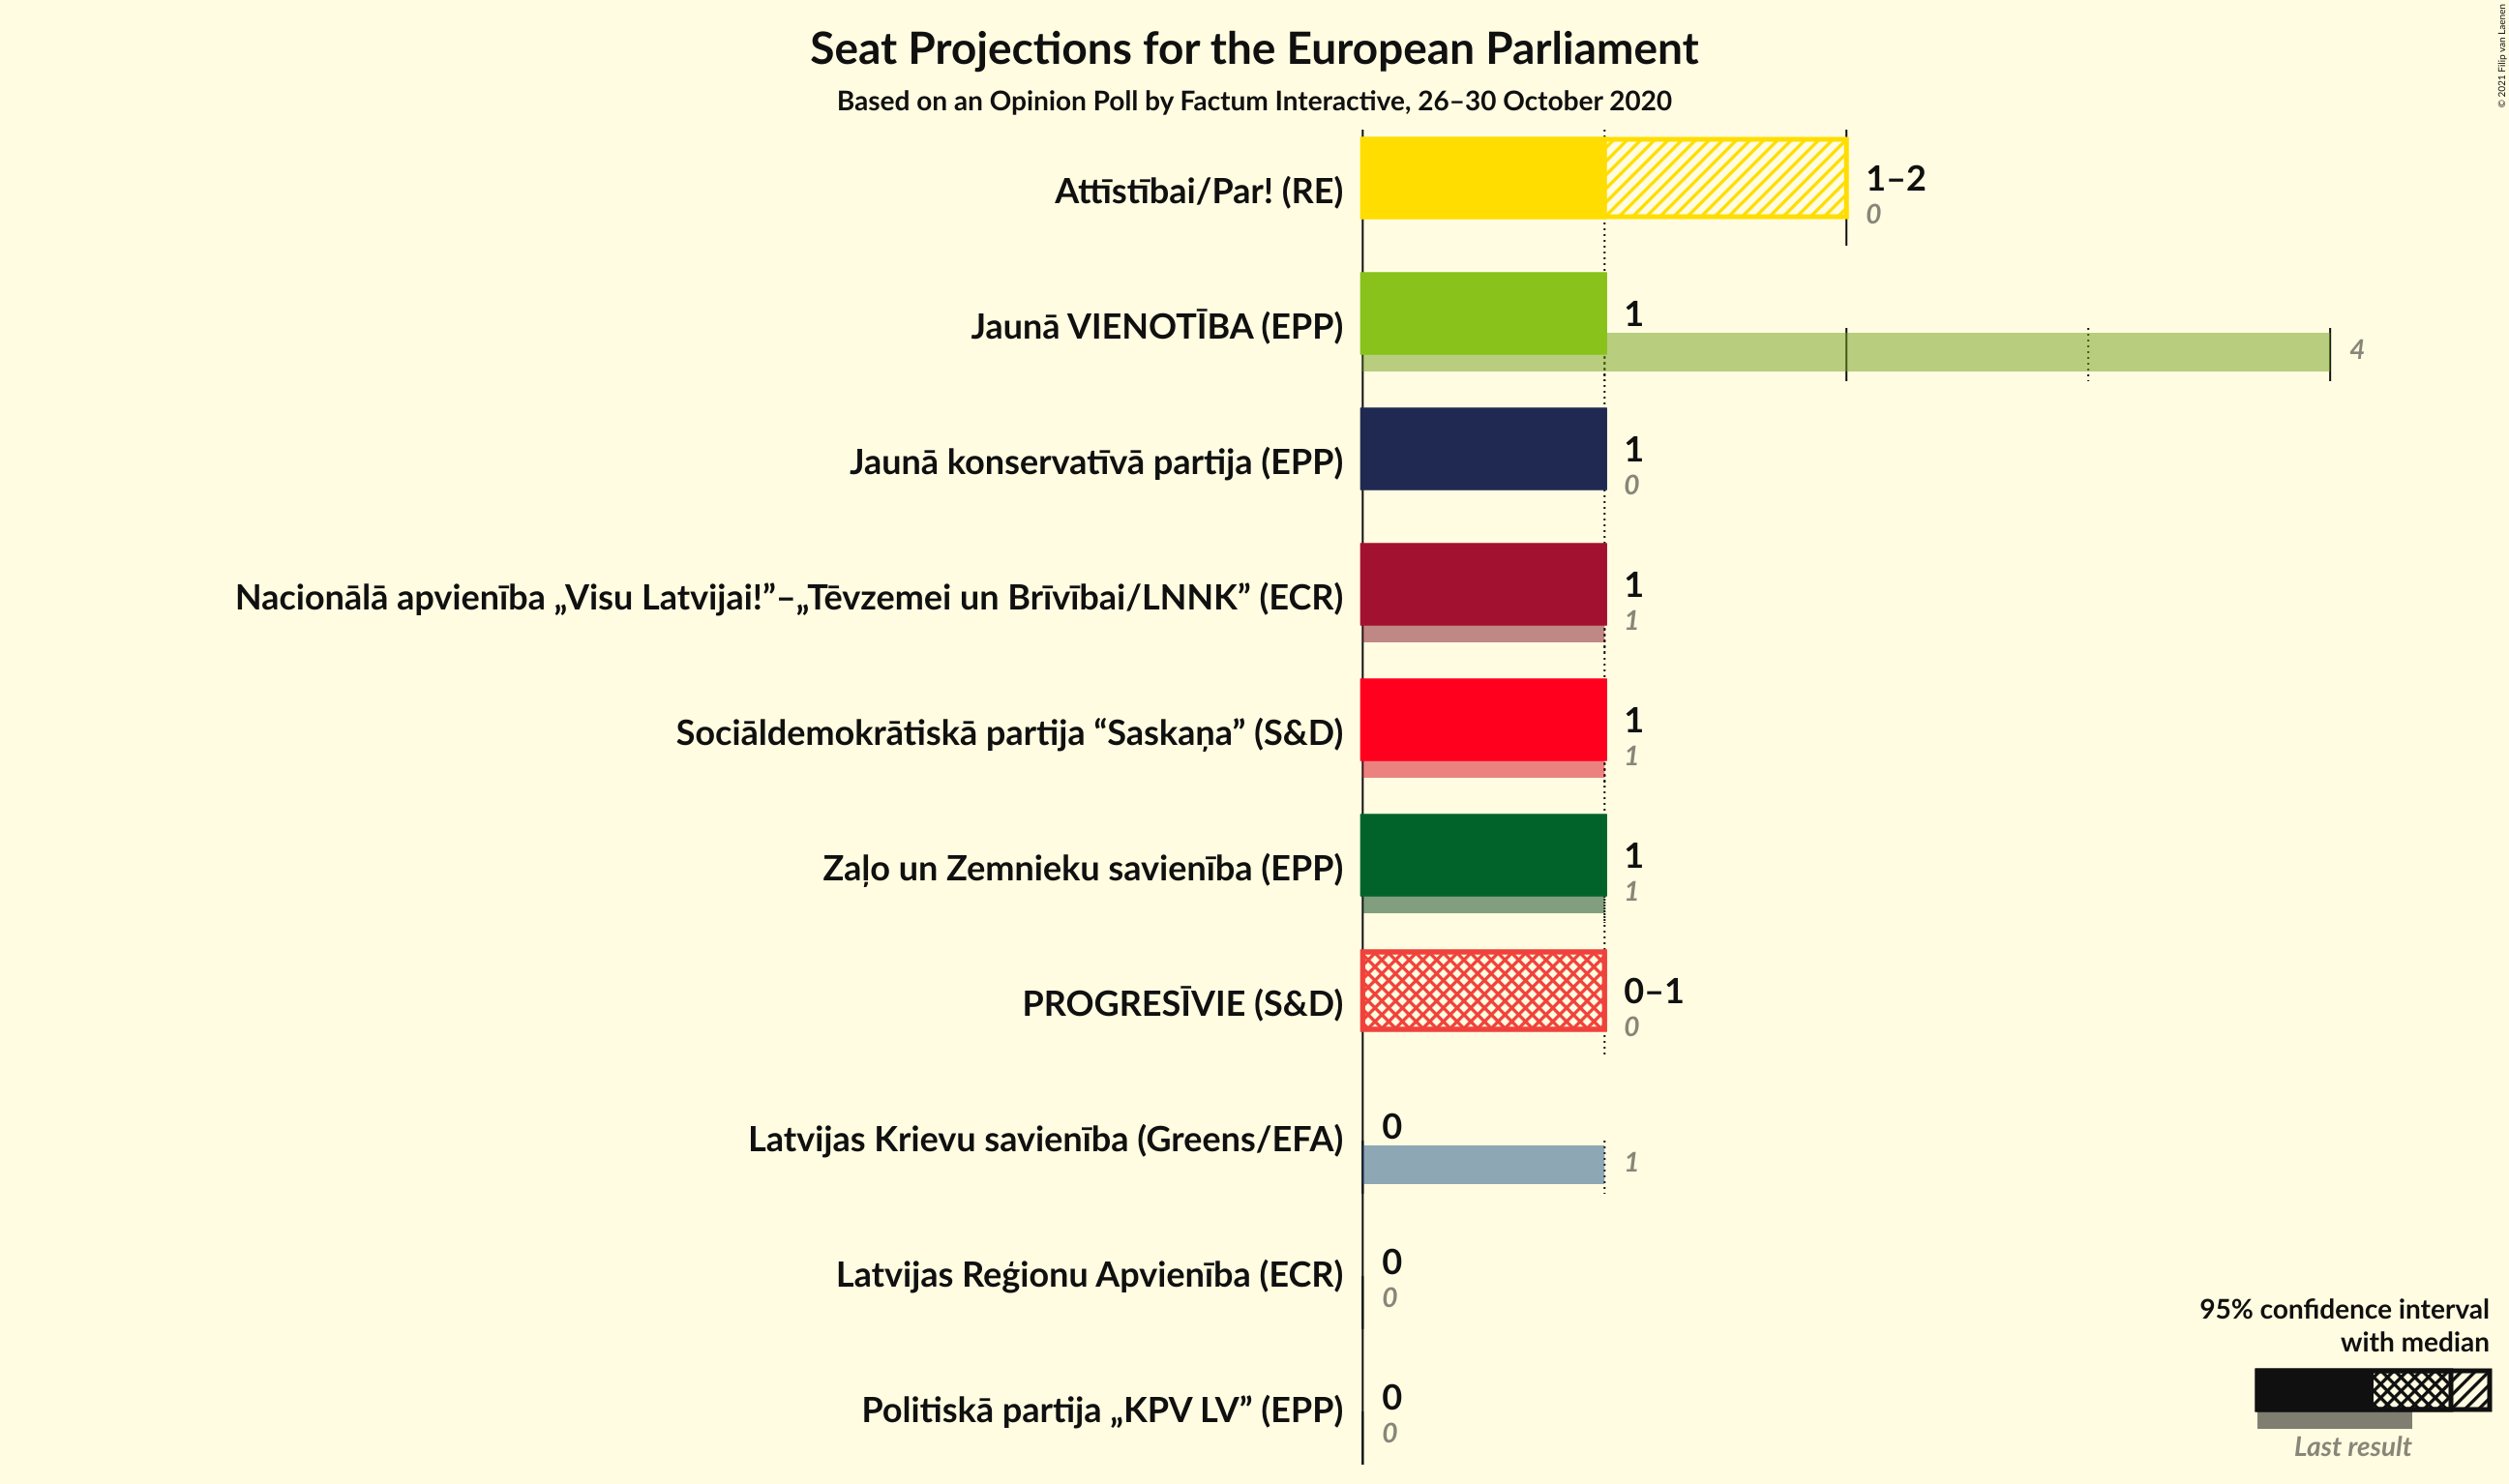 Seat Projections for the European Parliament
Based on an Opinion Poll by Factum Interactive, 26–30 October 2020
© 2021 Filip van Laenen
Attīstībai/Par! (RE)
1–2
0
Jaunā VIENOTĪBA (EPP)
1
4
Jaunā konservatīvā partija (EPP)
1
0
Nacionālā apvienība „Visu Latvijai!”–„Tēvzemei un Brīvībai/LNNK” (ECR)
1
1
Sociāldemokrātiskā partija “Saskaņa” (S&D)
1
1
Zaļo un Zemnieku savienība (EPP)
1
1
PROGRESĪVIE (S&D)
0–1
0
Latvijas Krievu savienība (Greens/EFA)
0
1
Latvijas Reģionu Apvienība (ECR)
0
0
Politiskā partija „KPV LV” (EPP)
0
0
95% confidence interval
with median
Last result